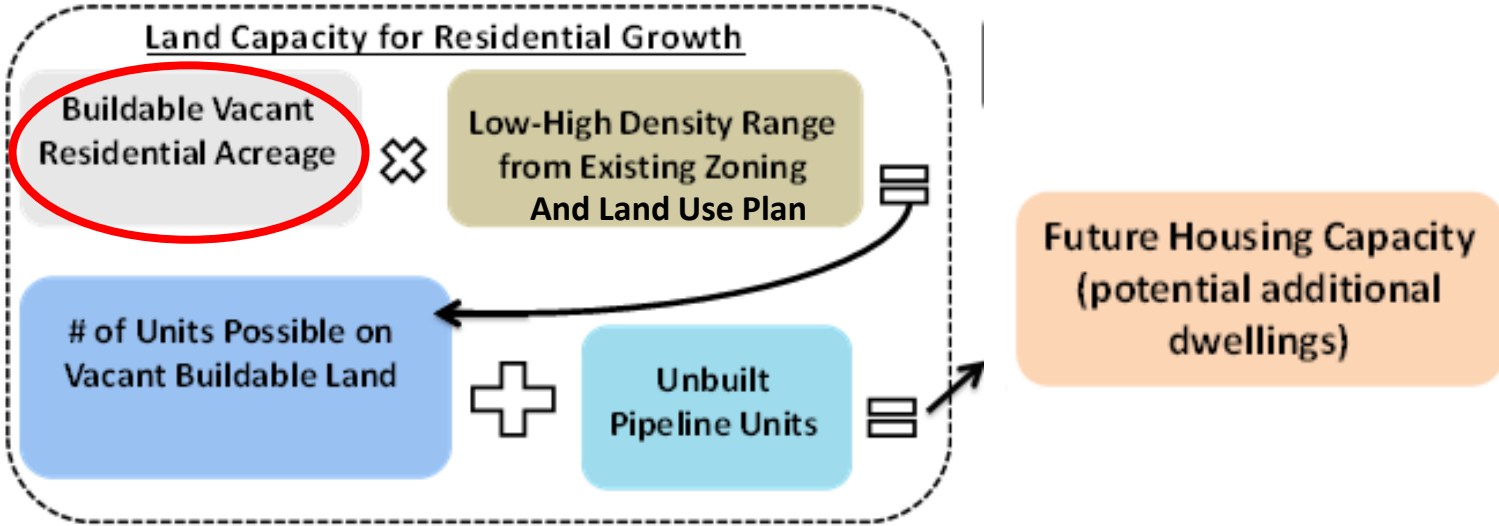 Land Capacity for Residential Growth
Buildable Vacant
Residential Acreage
Low-High Density Range
from Existing Zoning
And Land Use Plan
# of Units Possible on
Vacant Buildable Land
Unbuilt
Pipeline Units
Future Housing Capacity
(potential additional
dwellings)